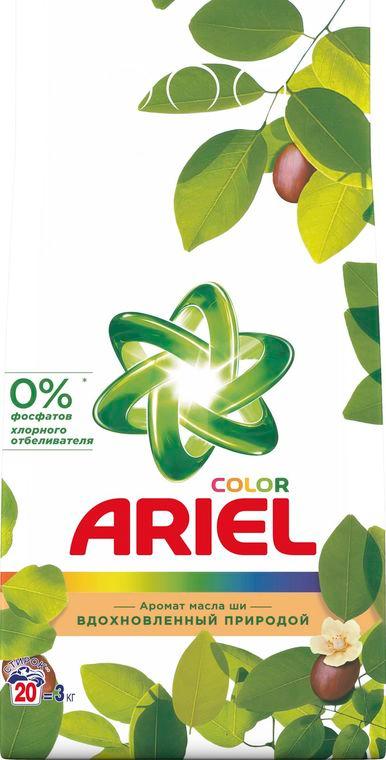 0%*
фосфатов
хлорного
отбеливателя
COLOR
ARIEL
Аромат масла ши
ВДОХНОВЛЕННЫЙ ПРИРОДОЙ
СТИРОК**
20 = 3 кг